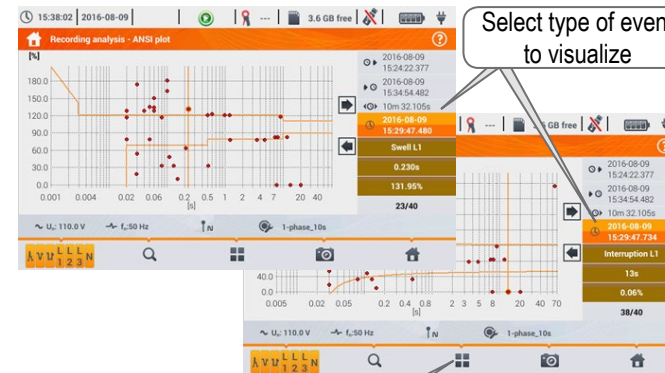 15:38:02 2016-08-09 --- 3.6 GB free
Recording analysis - ANSI plot
[%]
180.0
150.0
120.0
90.0
60.0
30.0
0.0
0.001 0.004 0.02 0.06 0.2 0.5 1 2 4 7 20 40
[s]
2016-08-09
15:24:22.377
2016-08-09
15:34:54.482
10m 32.105s
2016-08-09
15:29:47.480
Swell L1
0.230s
131.95%
23/40
Uₙ: 110.0 V fₙ:50 Hz N 1-phase_10s
L L L N
1 2 3
Select type of even
to visualize
--- GB free
2016-08-09
15:24:22.377
2016-08-09
15:34:54.482
10m 32.105s
2016-08-09
15:29:47.734
Interruption L1
13s
0.06%
38/40
40.0
0.0
0.005 0.02 0.05 0.2 0.4 0.8 2 3 5 8 20 40 70
[s]
Uₙ: 110.0 V fₙ:50 Hz N 1-phase_10s
L L L N
1 2 3